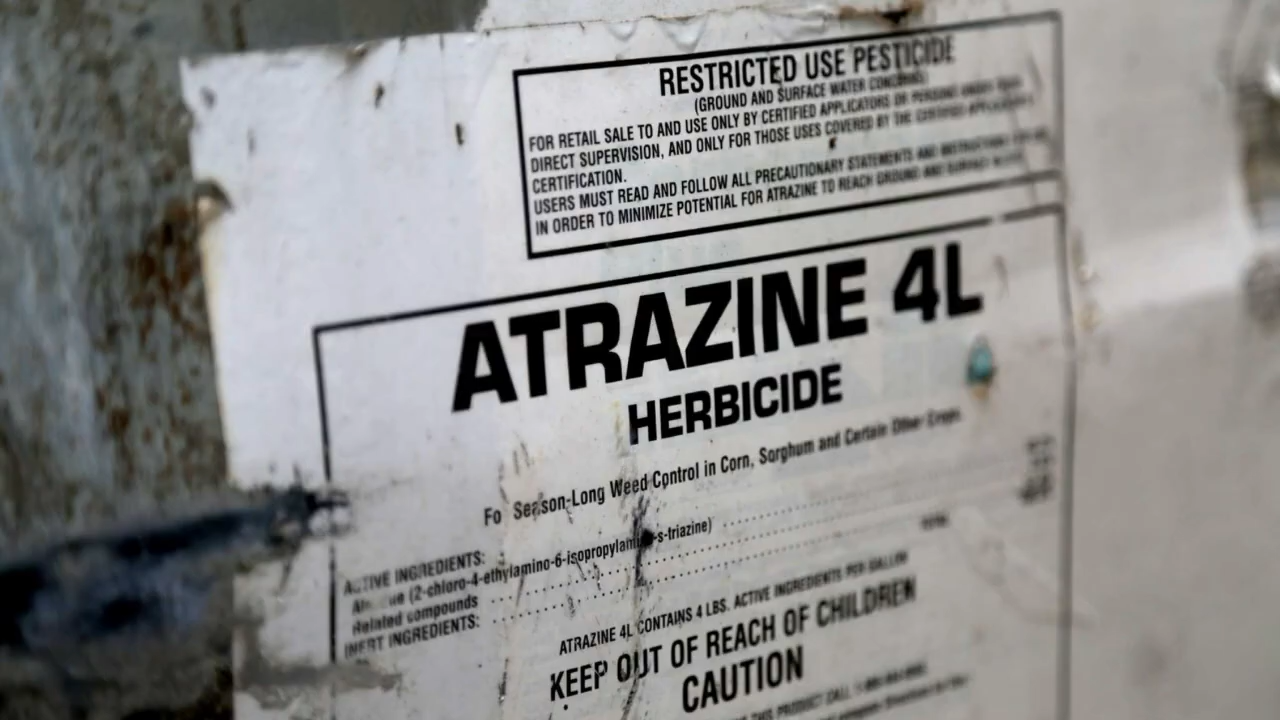 RESTRICTED USE PESTICIDE
(GROUND AND SURFACE WATER CONCERNS)
FOR RETAIL SALE TO AND USE ONLY BY CERTIFIED APPLICATORS OR PERSONS UNDER THEIR
DIRECT SUPERVISION, AND ONLY FOR THOSE USES COVERED BY THE CERTIFIED APPLICATOR'S
CERTIFICATION.
USERS MUST READ AND FOLLOW ALL PRECAUTIONARY STATEMENTS AND INSTRUCTIONS
IN ORDER TO MINIMIZE POTENTIAL FOR ATRAZINE TO REACH GROUND AND SURFACE WATER
ATRAZINE 4L
HERBICIDE
Fo Season-Long Weed Control in Corn, Sorghum and Certain Other Crops
ACTIVE INGREDIENTS:
(2-chloro-4-ethylamino-6-isopropylamino-s-triazine)
Related compounds
INERT INGREDIENTS:
TOTAL
ATRAZINE 4L CONTAINS 4 LBS. ACTIVE INGREDIENTS PER GALLON
KEEP OUT OF REACH OF CHILDREN
CAUTION
THIS PRODUCT CALL